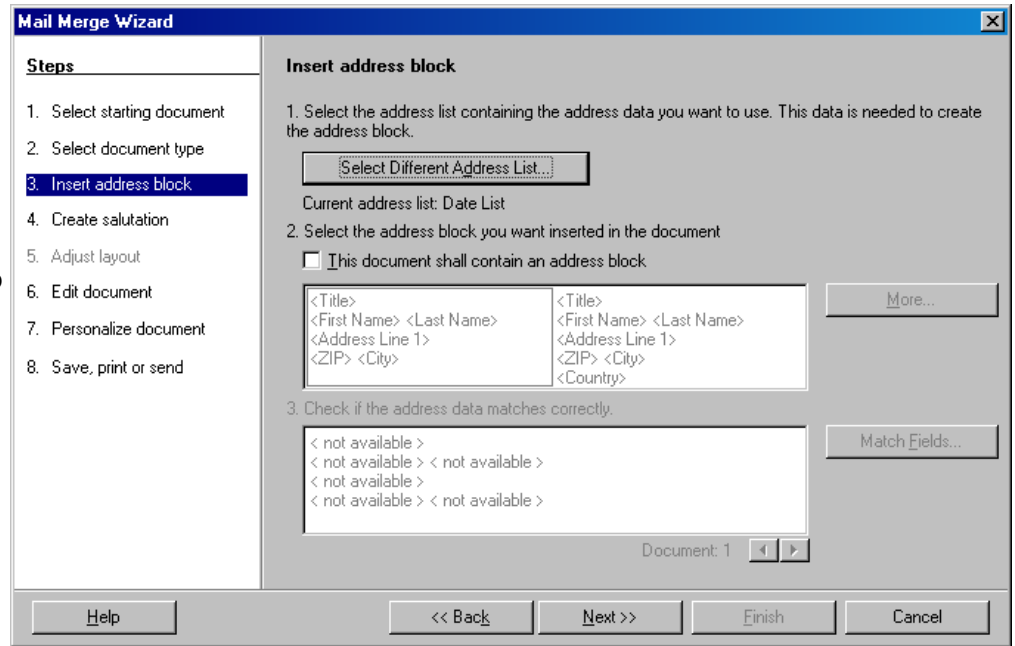 Mail Merge Wizard
Steps
1. Select starting document
2. Select document type
3. Insert address block
4. Create salutation
5. Adjust layout
6. Edit document
7. Personalize document
8. Save, print or send
Insert address block
1. Select the address list containing the address data you want to use. This data is needed to create
the address block.
Select Different Address List...
Current address list: Date List
2. Select the address block you want inserted in the document
This document shall contain an address block
<Title>
<First Name> <Last Name>
<Address Line 1>
<ZIP> <City>
<Title>
<First Name> <Last Name>
<Address Line 1>
<ZIP> <City>
<Country>
More...
3. Check if the address data matches correctly.
< not available >
< not available > < not available >
< not available >
< not available > < not available >
Match Fields...
Document: 1
Help
<< Back
Next >>
Finish
Cancel